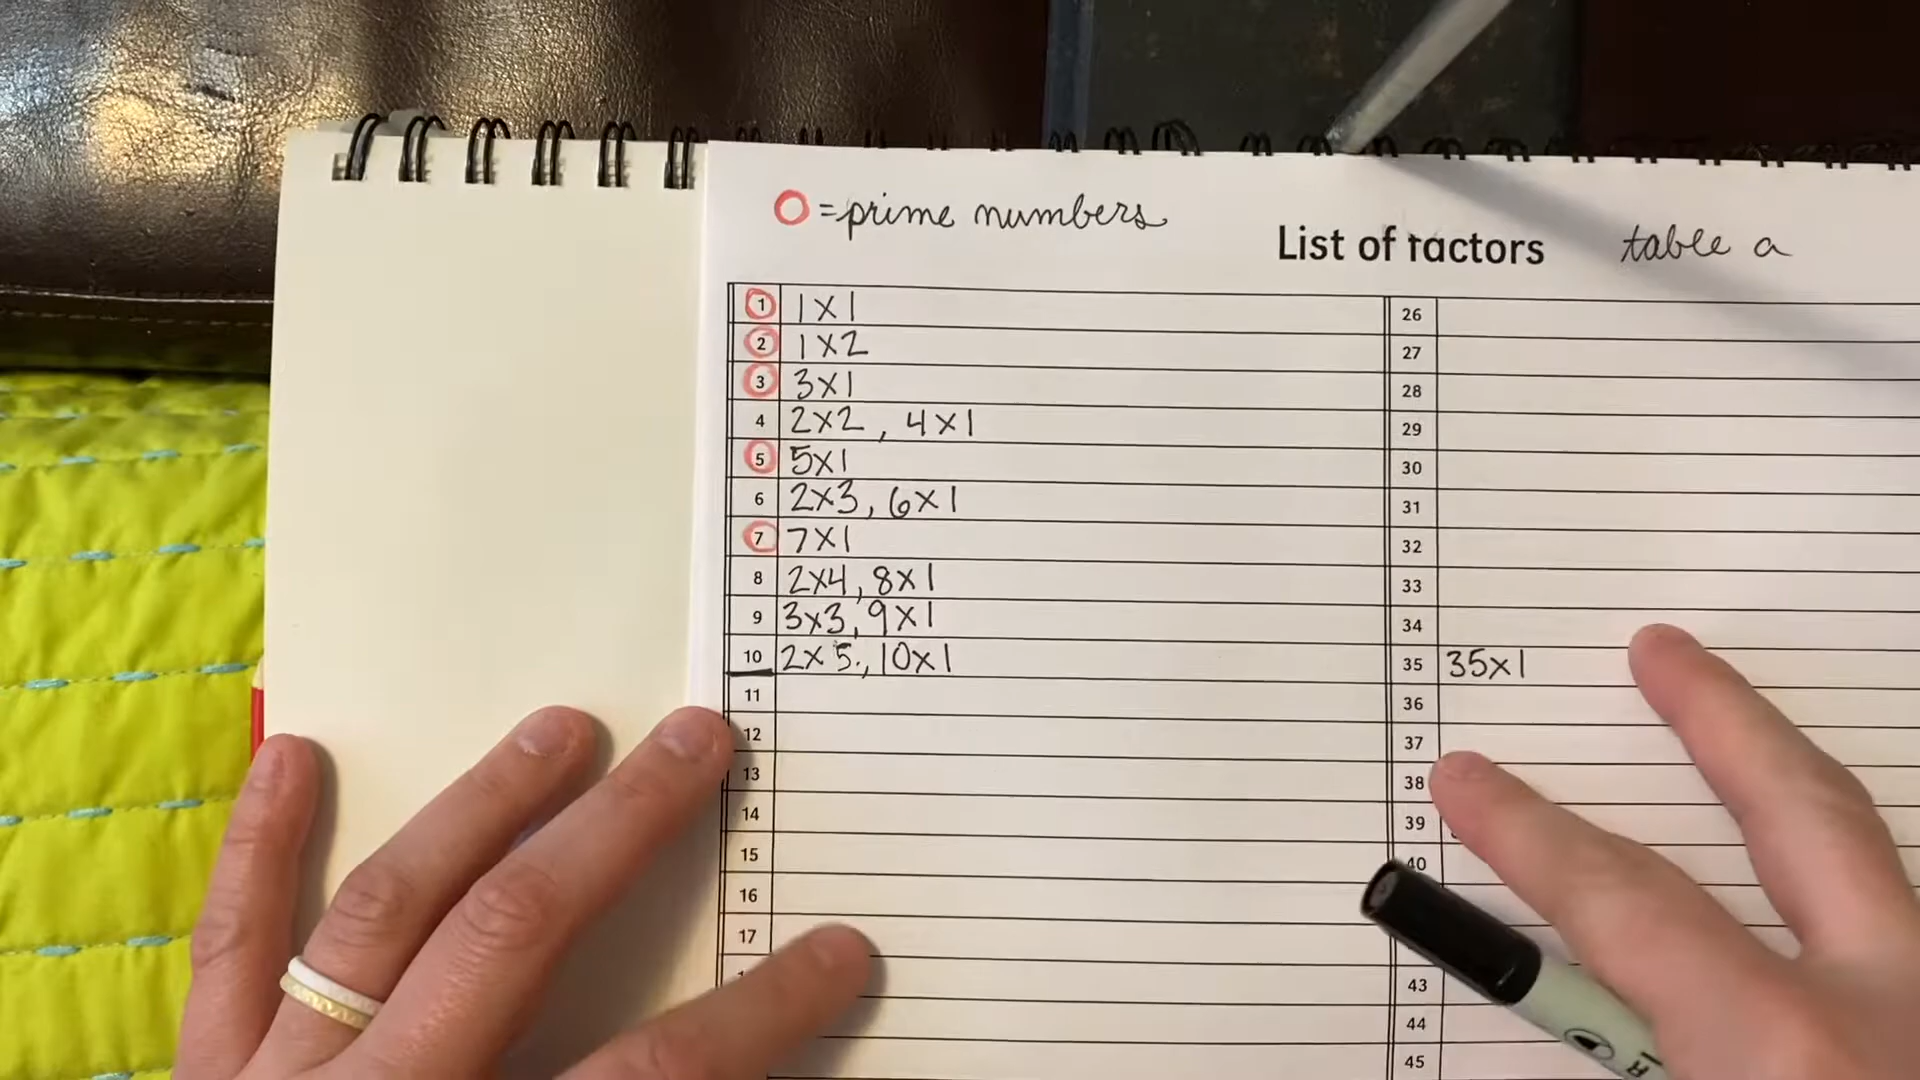 O = prime numbers
List of factors table a
1 1X1
2 1X2
3 3X1
4 2X2, 4X1
5 5X1
6 2X3, 6X1
7 7X1
8 2X4, 8X1
9 3X3, 9X1
10 2X5, 10X1
11
12
13
14
15
16
17
26
27
28
29
30
31
32
33
34
35 35X1
36
37
38
39
40
43
44
45